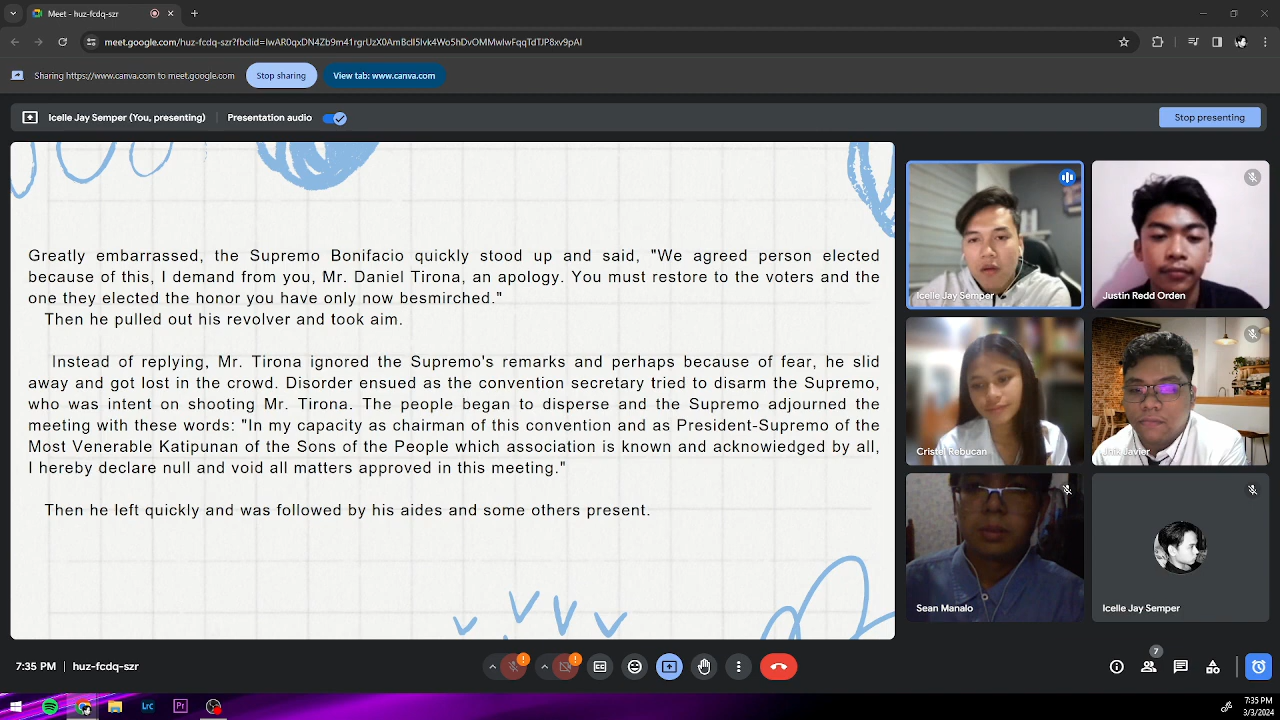 Meet - huz-fcdq-szr
meet.google.com/huz-fcdq-szr?fbclid=IwAR0qxDN4Zb9m41rgrUzX0AmBclI5Ivk4Wo5hDvOMMwlwFqqTdTJP8xv9pAI
Sharing https://www.canva.com to meet.google.com
Stop sharing
View tab: www.canva.com
Icelle Jay Semper (You, presenting)
Presentation audio
Stop presenting
Greatly embarrassed, the Supremo Bonifacio quickly stood up and said, "We agreed person elected
because of this, I demand from you, Mr. Daniel Tirona, an apology. You must restore to the voters and the
one they elected the honor you have only now besmirched."
Then he pulled out his revolver and took aim.
Instead of replying, Mr. Tirona ignored the Supremo's remarks and perhaps because of fear, he slid
away and got lost in the crowd. Disorder ensued as the convention secretary tried to disarm the Supremo,
who was intent on shooting Mr. Tirona. The people began to disperse and the Supremo adjourned the
meeting with these words: "In my capacity as chairman of this convention and as President-Supremo of the
Most Venerable Katipunan of the Sons of the People which association is known and acknowiedged by all,
I hereby declare null and void all matters approved in this meeting."
Then he left quickly and was followed by his aides and some others present.
Icelle Jay Semper
Justin Redd Orden
Cristel Rebucan
Javier
Sean Manalo
Icelle Jay Semper
7:35 PM | huz-fcdq-szr
7
Lrc
Pr
7:35 PM
3/3/2024